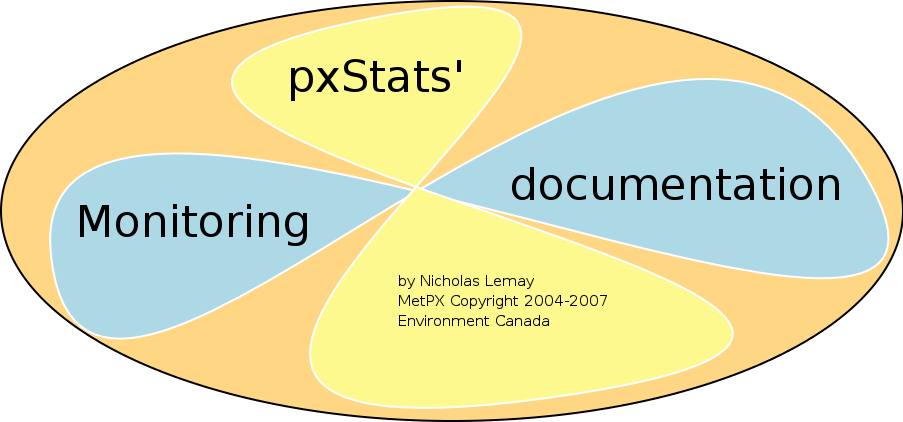 pxStats'
Monitoring
documentation
by Nicholas Lemay
MetPX Copyright 2004-2007
Environment Canada